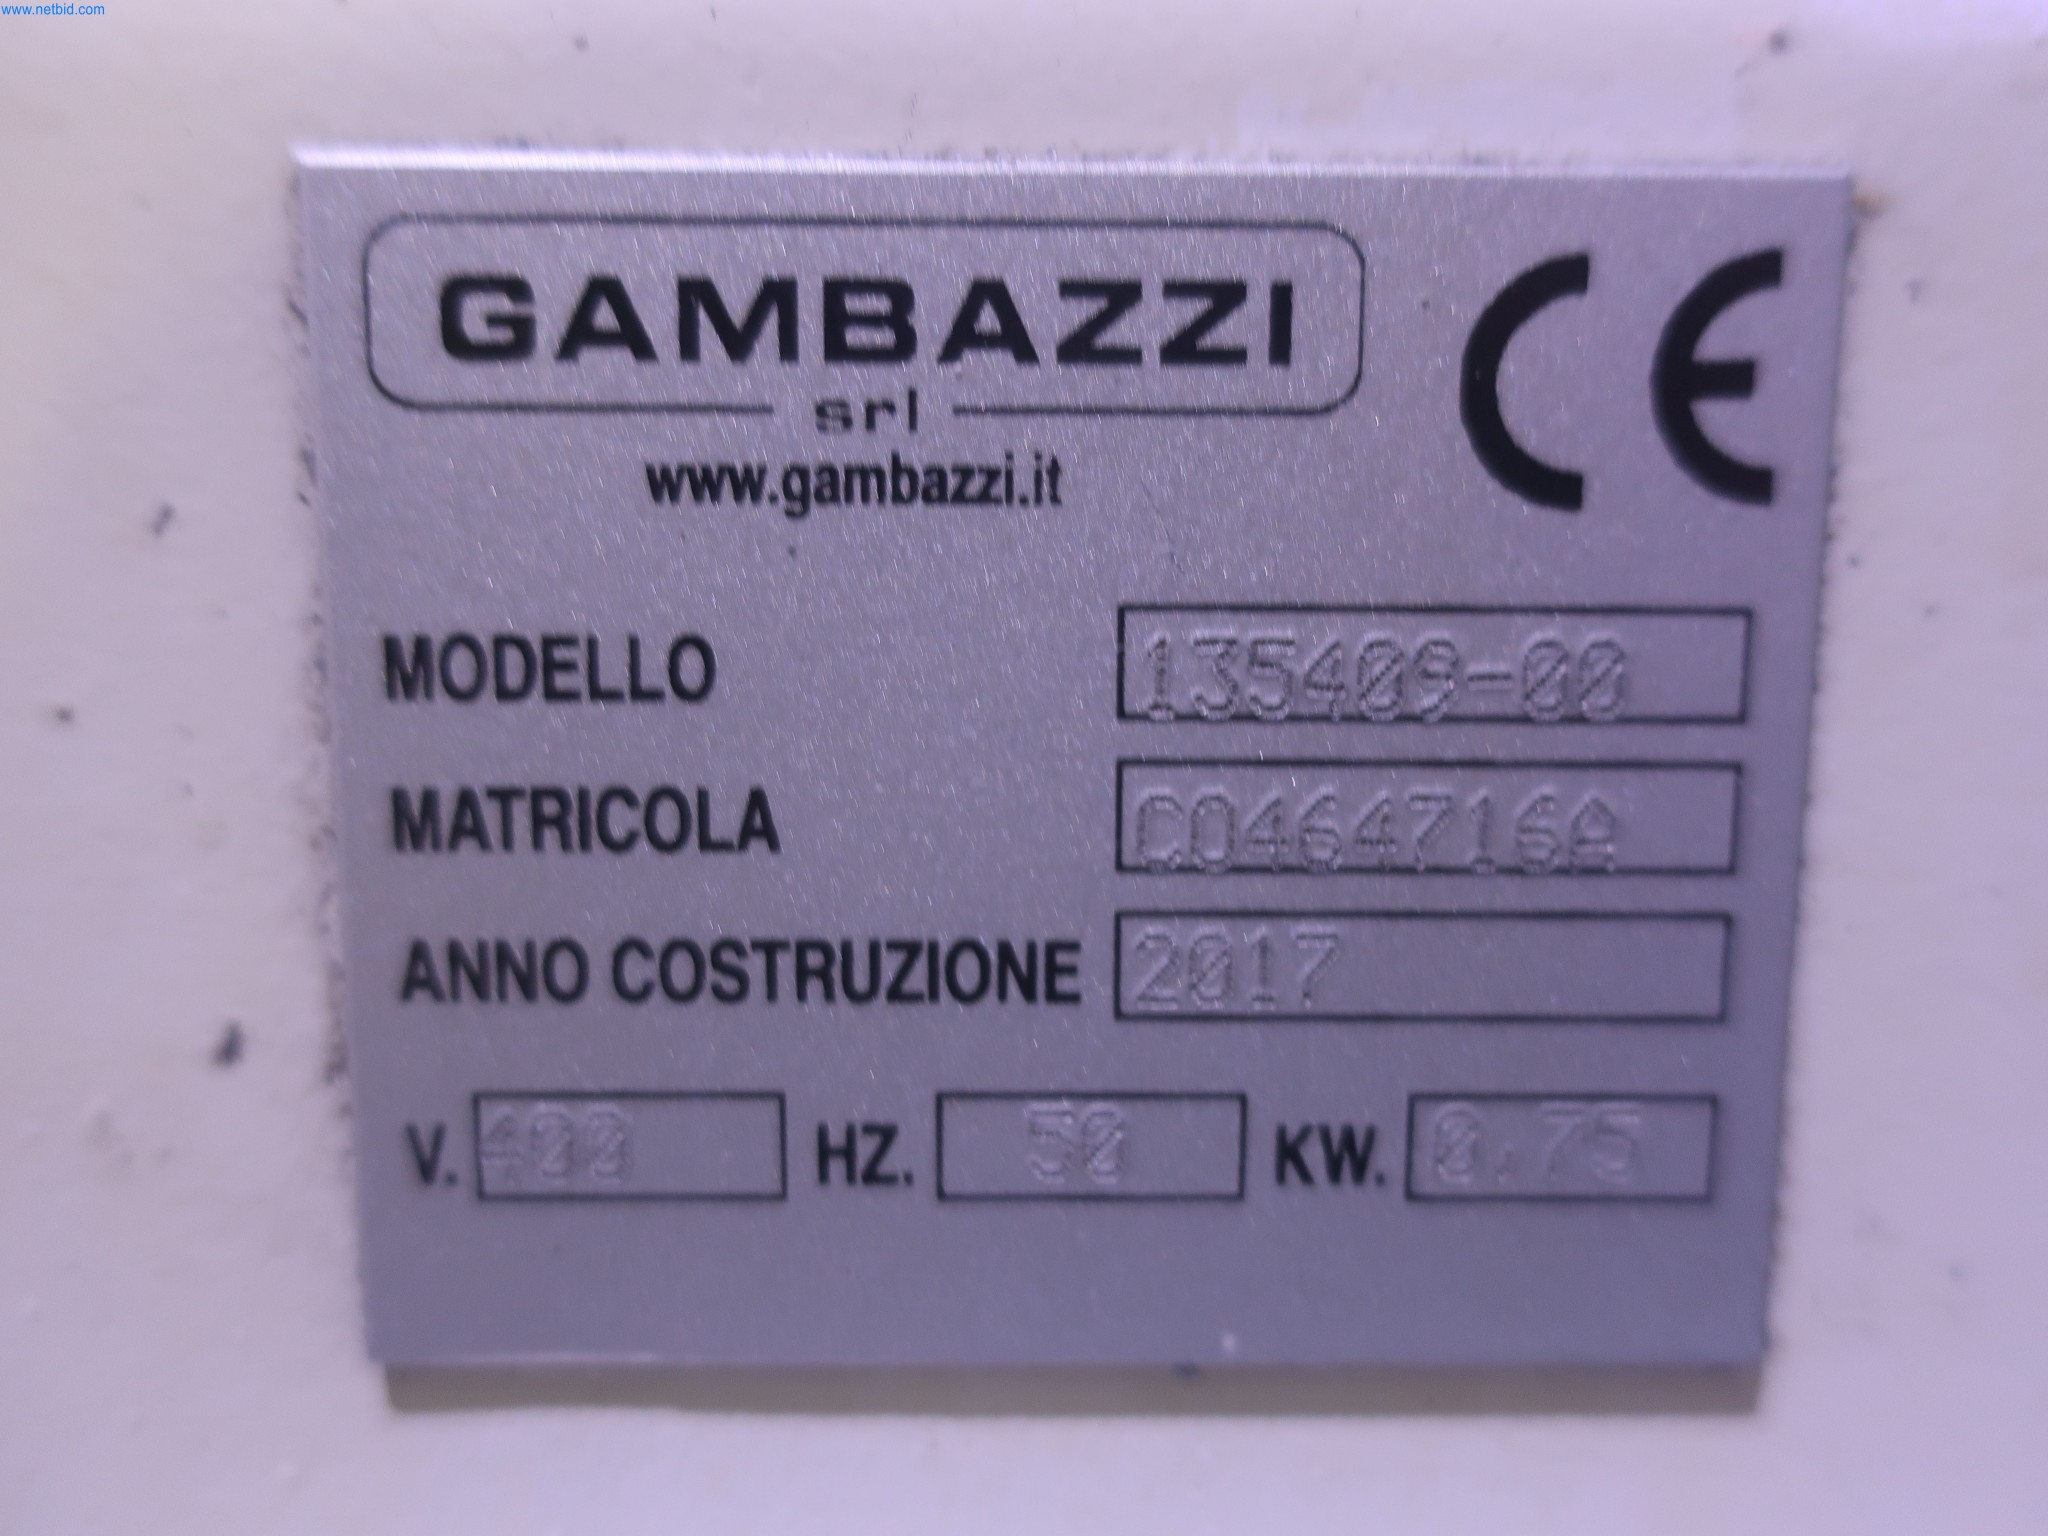 www.netbid.com
GAMBAZZI
srl
www.gambazzi.it
CE
MODELLO 135409-00
MATRICOLA CO464716A
ANNO COSTRUZIONE 2017
V. 400 HZ. 50 KW. 0.75